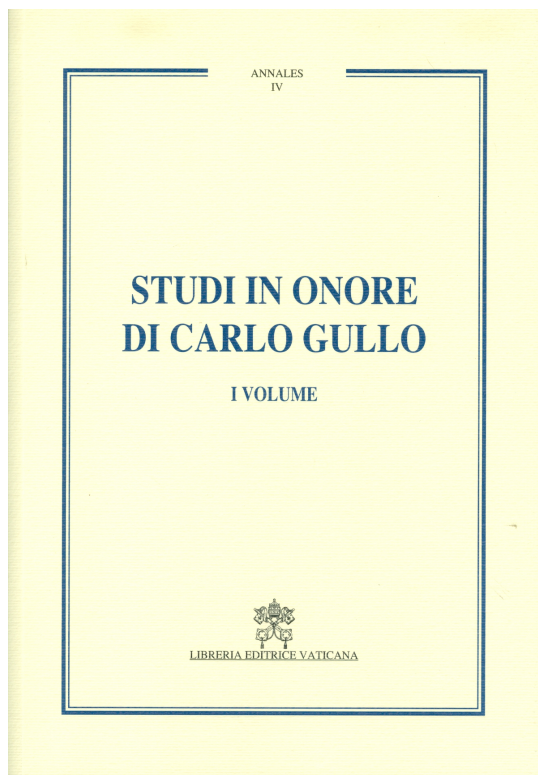 ANNALES
IV
STUDI IN ONORE
DI CARLO GULLO
I VOLUME
LIBRERIA EDITRICE VATICANA